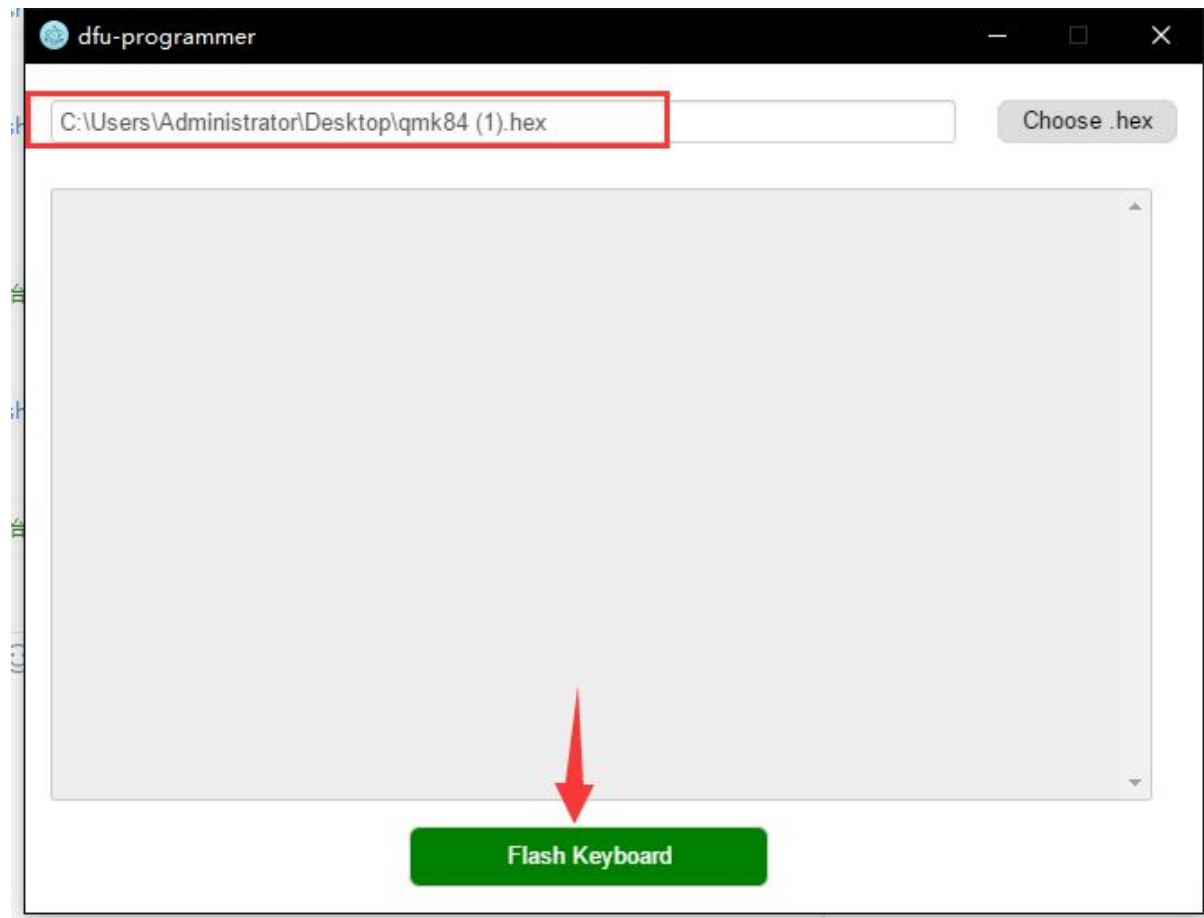 dfu-programmer
C:\Users\Administrator\Desktop\qmk84 (1).hex
Choose .hex
Flash Keyboard